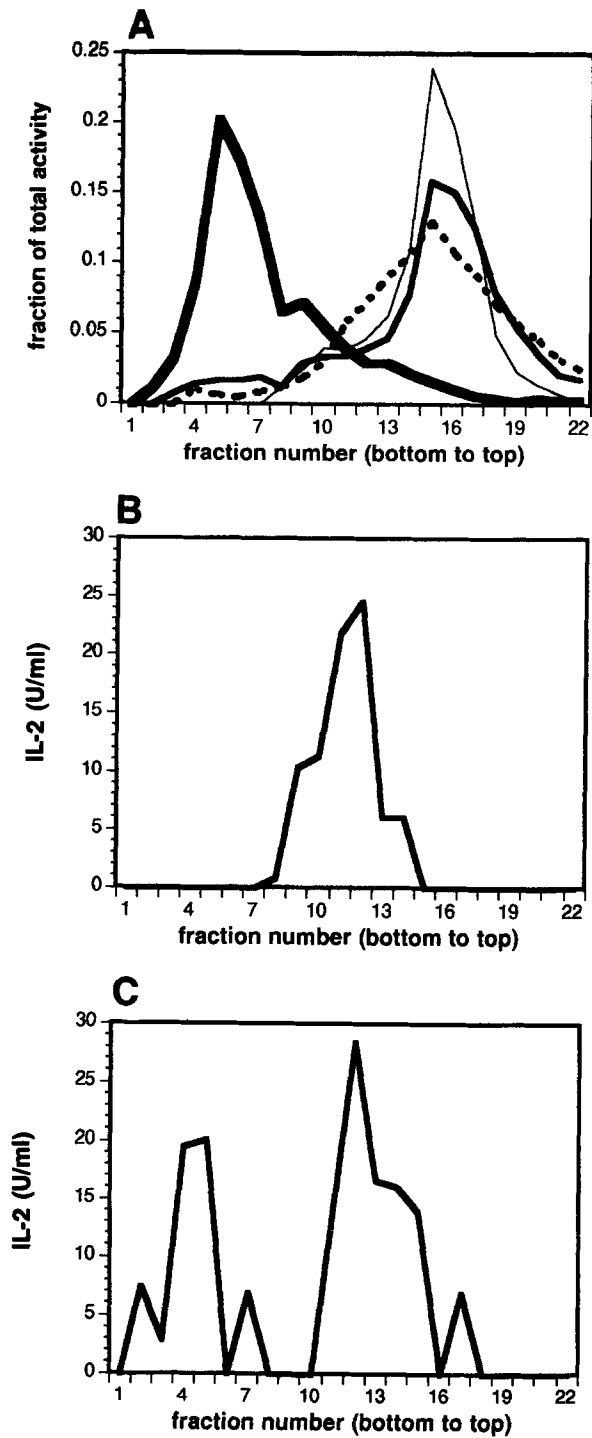 A
fraction of total activity
0.25
0.2
0.15
0.1
0.05
0
1 4 7 10 13 16 19 22
fraction number (bottom to top)
B
IL-2 (U/ml)
30
25
20
15
10
5
0
1 4 7 10 13 16 19 22
fraction number (bottom to top)
C
IL-2 (U/ml)
30
25
20
15
10
5
0
1 4 7 10 13 16 19 22
fraction number (bottom to top)